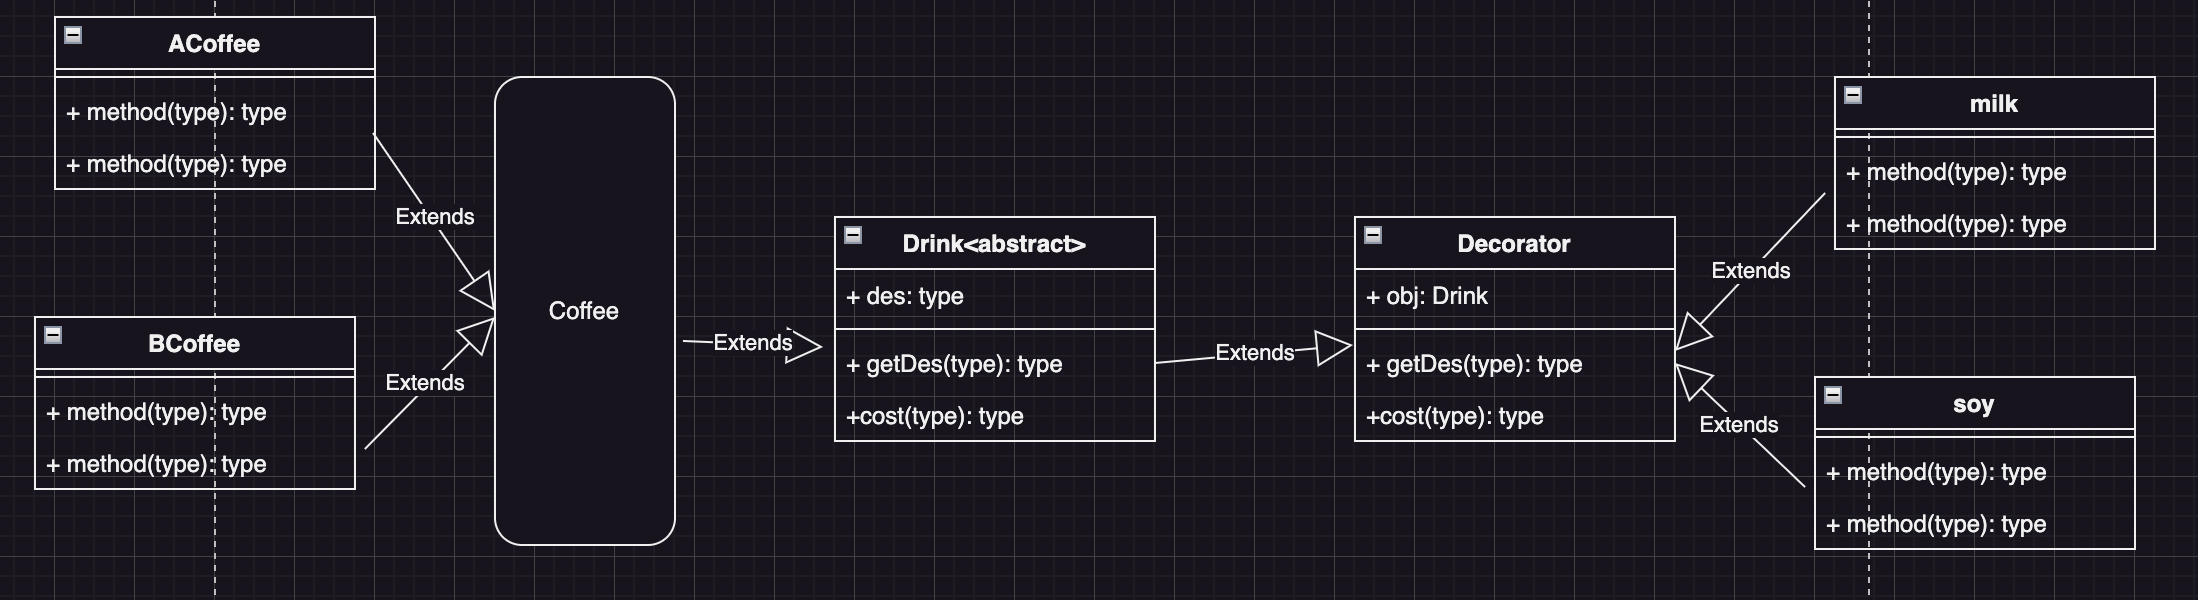 ACoffee
+ method(type): type
+ method(type): type
Extends
BCoffee
+ method(type): type
+ method(type): type
Extends
Coffee
Extends
Drink<abstract>
+ des: type
+ getDes(type): type
+cost(type): type
Extends
Decorator
+ obj: Drink
+ getDes(type): type
+cost(type): type
milk
+ method(type): type
+ method(type): type
Extends
soy
+ method(type): type
+ method(type): type
Extends